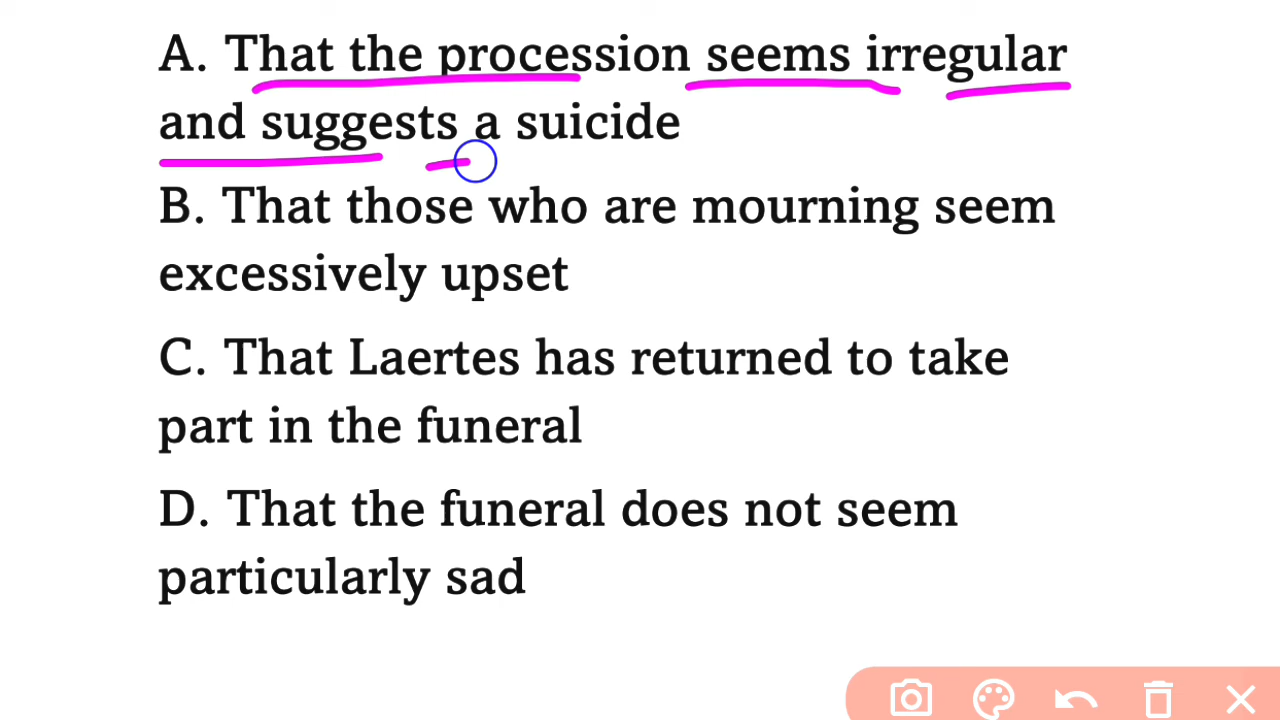 A. That the procession seems irregular
and suggests a suicide
B. That those who are mourning seem
excessively upset
C. That Laertes has returned to take
part in the funeral
D. That the funeral does not seem
particularly sad